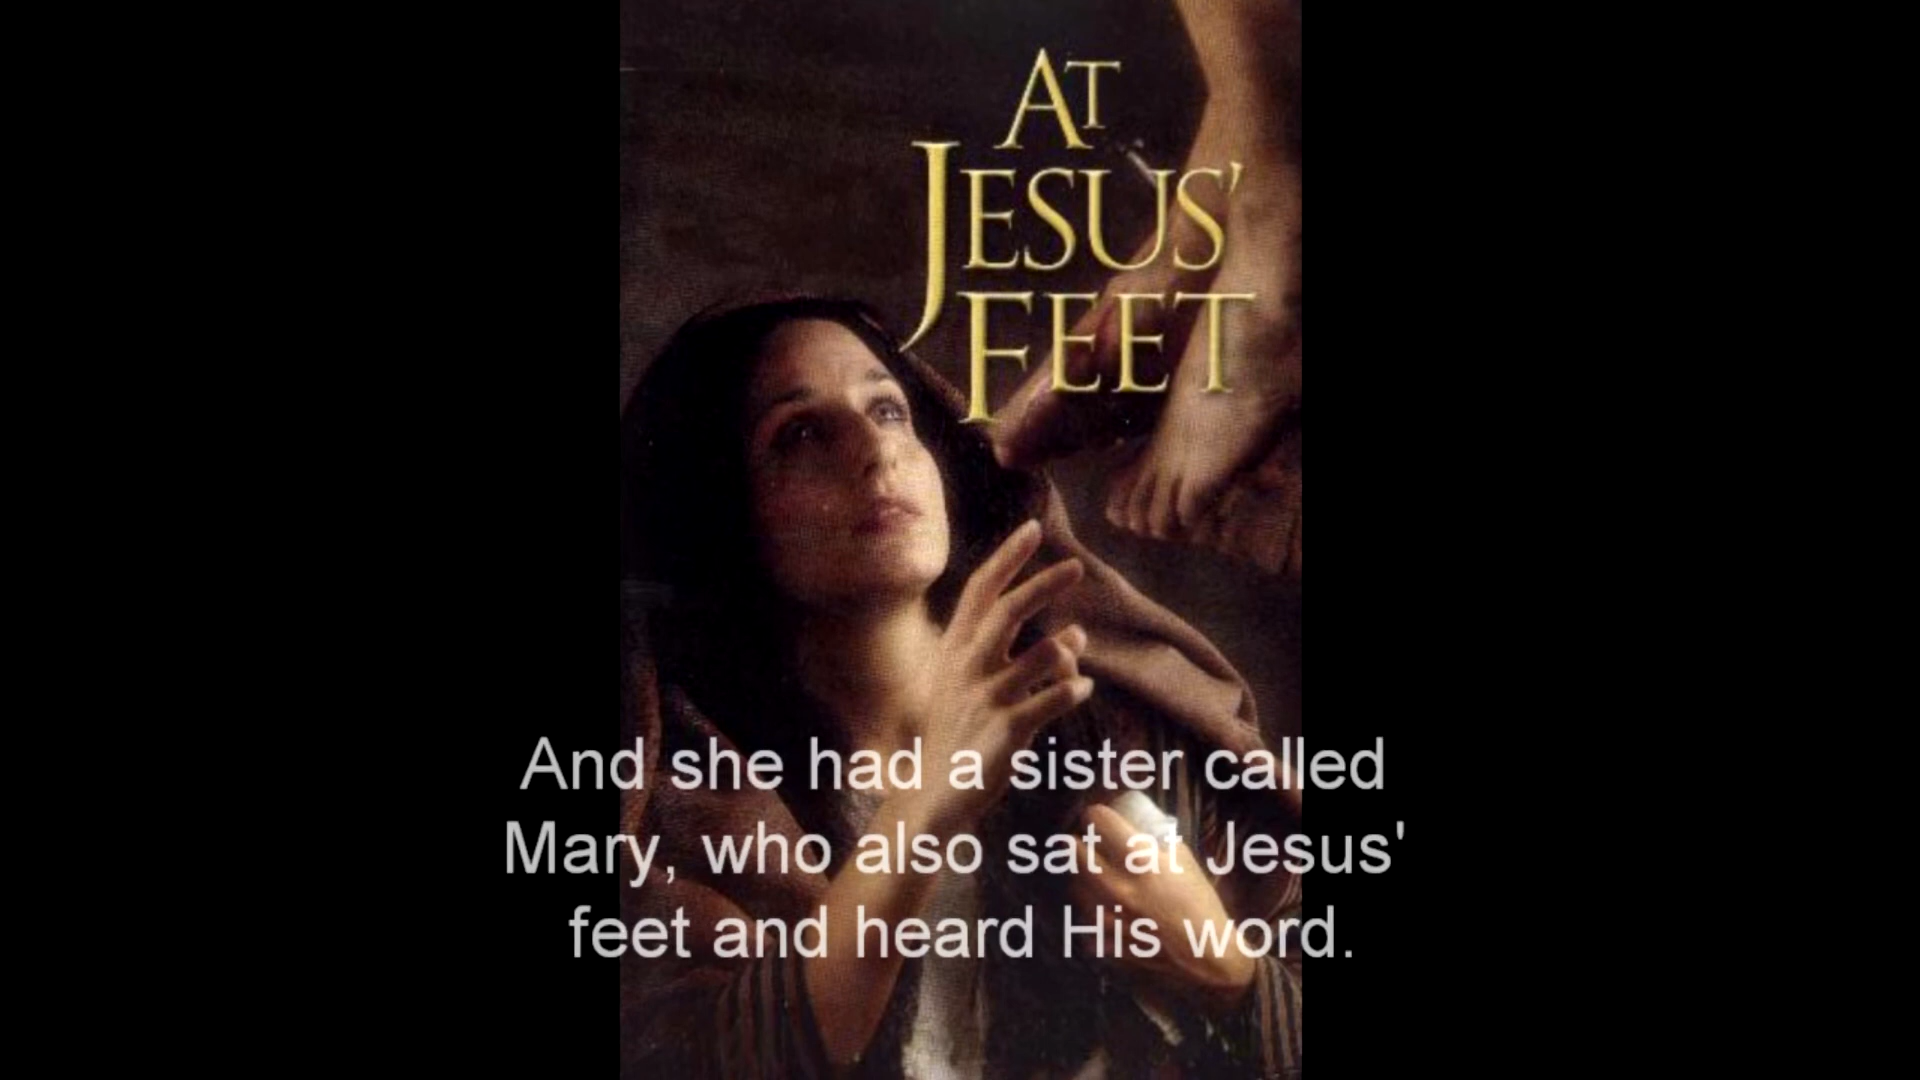 AT
JESUS'
FEET
And she had a sister called
Mary, who also sat at Jesus'
feet and heard His word.